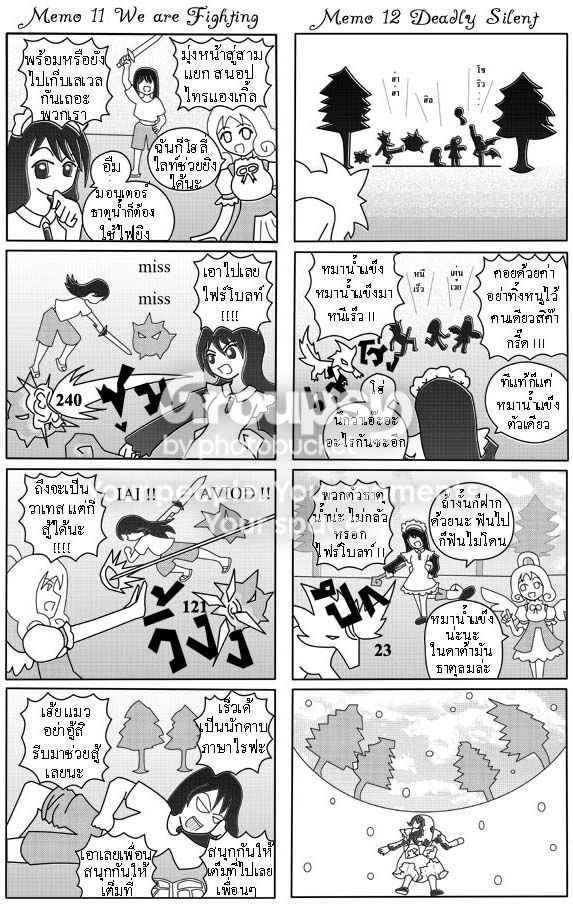 Memo 11 We are Fighting
พร้อมหรือยัง
ไปเก็บเลเวล
กันเถอะ
พวกเรา
มุ่งหน้าสู่สาม
แยก สนอป
ไทรแองเกิ้ล
อืม
มอนเตอร์
ธาตุน้ำก็ต้อง
ใช้ไฟยิง
ฉันก็โฮลี่
ไลท์ช่วยยิง
ได้นะ
miss
miss
เอาไปเลย
ไฟร์โบลท์
!!!!
240
ถึงจะเป็น
วาเทส แต่ก็
สู้ได้นะ
!!!!
IAI !!
AVIOD !!
121
เฮ้ยแมว
อย่าอู้สิ
รีบมาช่วยสู้
เลยนะ
เร็วเด้
เป็นนักดาบ
ภาษาไรฟะ
เอาเลยเพื่อน
สนุกกันให้
เต็มที่
สนุกกันให้
เต็มที่ไปเลย
เพื่อนๆ
Memo 12 Deadly Silent
หมาน้ำแข็ง
หมาน้ำแข็งมา
หนีเร็ว !!
หนี
เร็ว
เผ่น
คอยด้วยค่า
อย่าทิ้งหนูไว้
คนเดียวสิค๊า
กรี๊ด !!!
โธ่
นึกว่าเอ๊ะอะ
อะไรกันซะอีก
ที่แท้ก็แค่
หมาน้ำแข็ง
ตัวเดียว
พวกตัวธาตุ
น้ำน่ะ ไม่กลัว
หรอก
ไฟร์โบลท์ !!
ถ้างั้นก็ฝาก
ด้วยนะ ฟันไป
ก็ฟันไม่โดน
23
หมาน้ำแข็ง
น่ะนะ
ในดาต้ามัน
ธาตุลมล่ะ
by photobuc